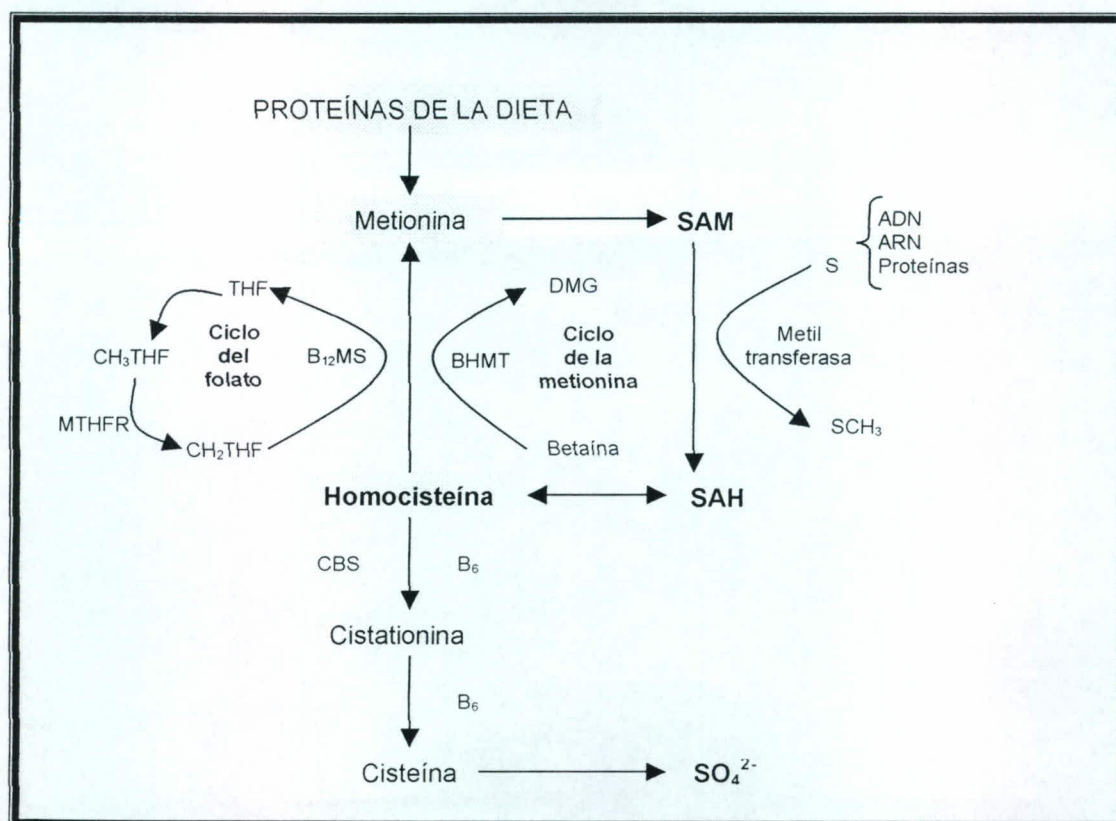 PROTEÍNAS DE LA DIETA
Metionina
SAM
ADN
ARN
Proteínas
S
THF
DMG
CH₃THF
Ciclo
del
folato
B₁₂MS
BHMT
Ciclo
de la
metionina
Metil
transferasa
MTHFR
CH₂THF
Betaína
SCH₃
Homocisteína
SAH
CBS
B₆
Cistationina
B₆
Cisteína
SO₄²⁻